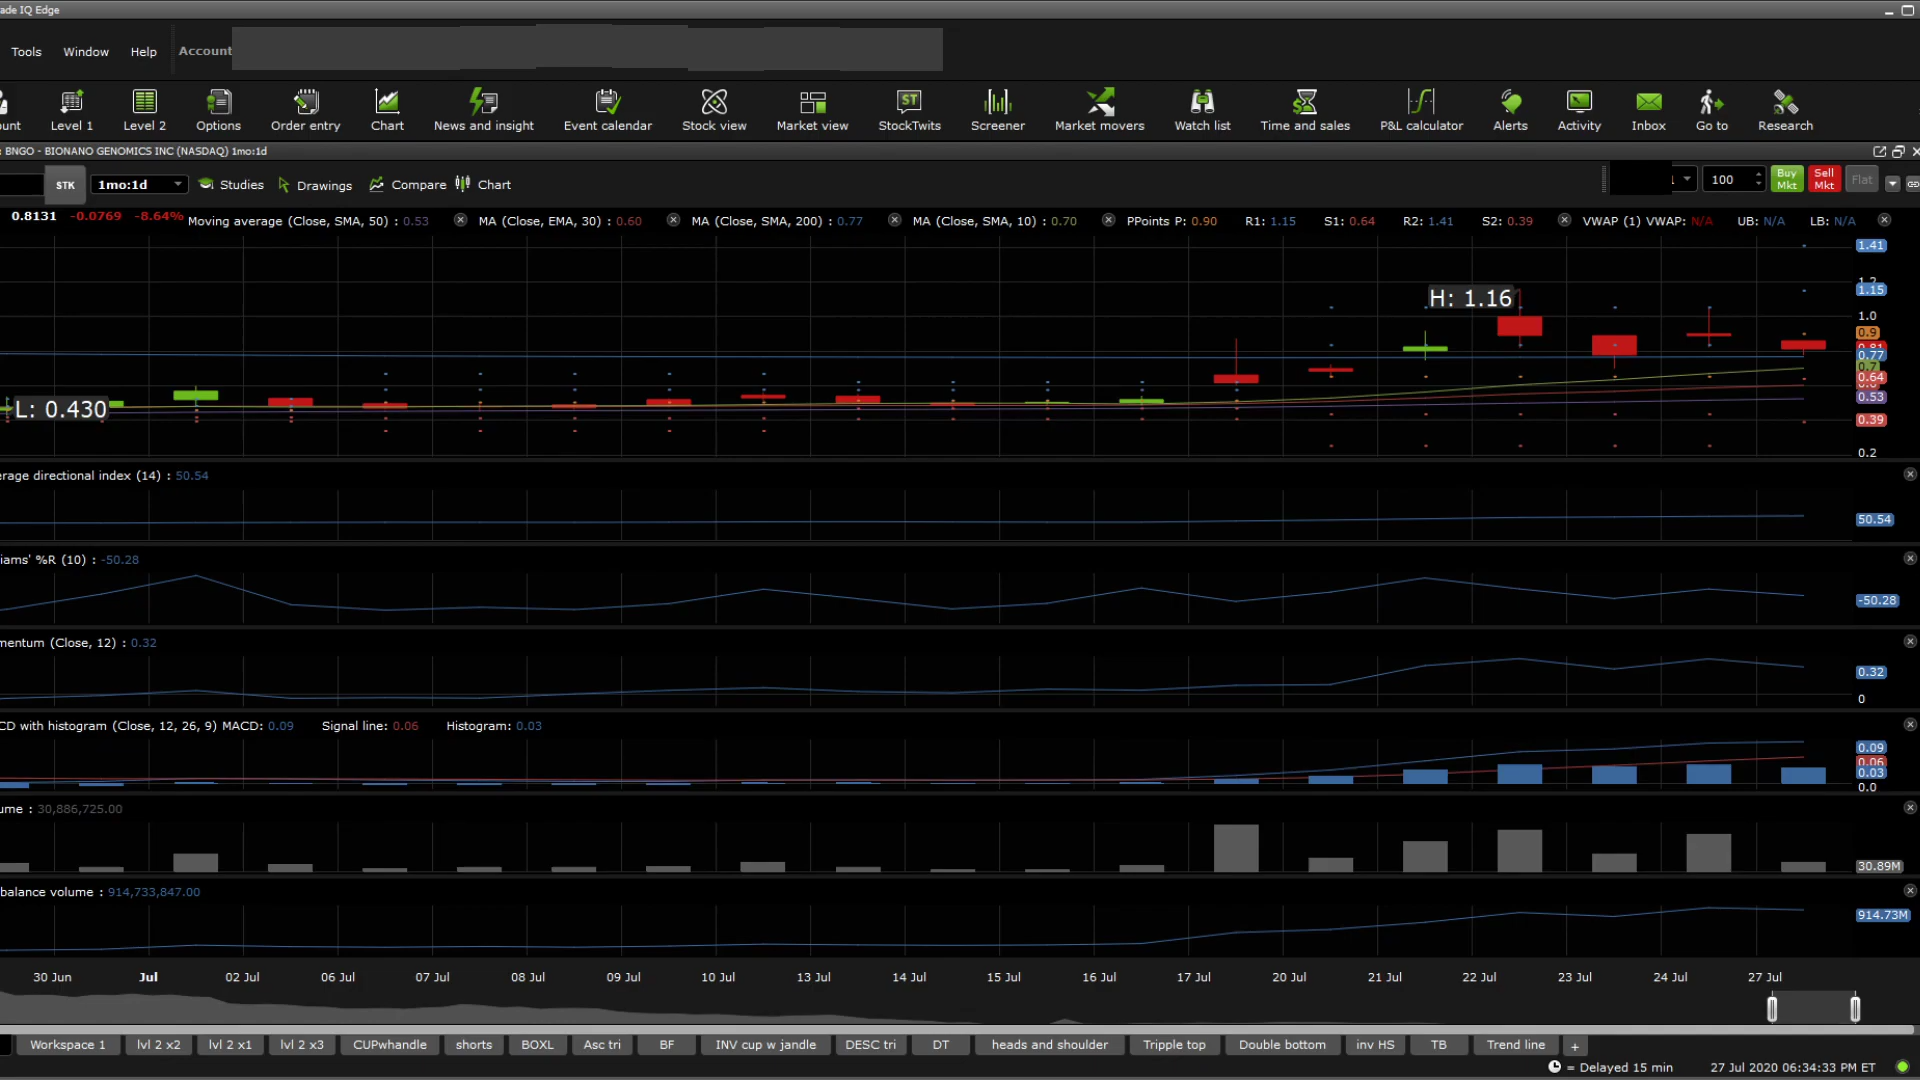 ade IQ Edge
Tools Window Help Account
unt Level 1 Level 2 Options Order entry Chart News and insight Event calendar Stock view Market view StockTwits Screener Market movers Watch list Time and sales P&L calculator Alerts Activity Inbox Go to Research
: BNGO - BIONANO GENOMICS INC (NASDAQ) 1mo:1d
STK 1mo:1d Studies Drawings Compare Chart 1 100 Buy Mkt Sell Mkt Flat
0.8131 -0.0769 -8.64% Moving average (Close, SMA, 50) : 0.53 MA (Close, EMA, 30) : 0.60 MA (Close, SMA, 200) : 0.77 MA (Close, SMA, 10) : 0.70 PPoints P: 0.90 R1: 1.15 S1: 0.64 R2: 1.41 S2: 0.39 VWAP (1) VWAP: N/A UB: N/A LB: N/A
1.41
1.2
1.15
H: 1.16
1.0
0.9
0.81
0.77
0.7
0.64
0.53
L: 0.430
0.39
0.2
erage directional index (14) : 50.54
50.54
iams' %R (10) : -50.28
-50.28
mentum (Close, 12) : 0.32
0.32
0
CD with histogram (Close, 12, 26, 9) MACD: 0.09 Signal line: 0.06 Histogram: 0.03
0.09
0.06
0.03
0.0
ume : 30,886,725.00
30.89M
balance volume : 914,733,847.00
914.73M
30 Jun Jul 02 Jul 06 Jul 07 Jul 08 Jul 09 Jul 10 Jul 13 Jul 14 Jul 15 Jul 16 Jul 17 Jul 20 Jul 21 Jul 22 Jul 23 Jul 24 Jul 27 Jul
Workspace 1 lvl 2 x2 lvl 2 x1 lvl 2 x3 CUPwhandle shorts BOXL Asc tri BF INV cup w jandle DESC tri DT heads and shoulder Tripple top Double bottom inv HS TB Trend line +
= Delayed 15 min 27 Jul 2020 06:34:33 PM ET